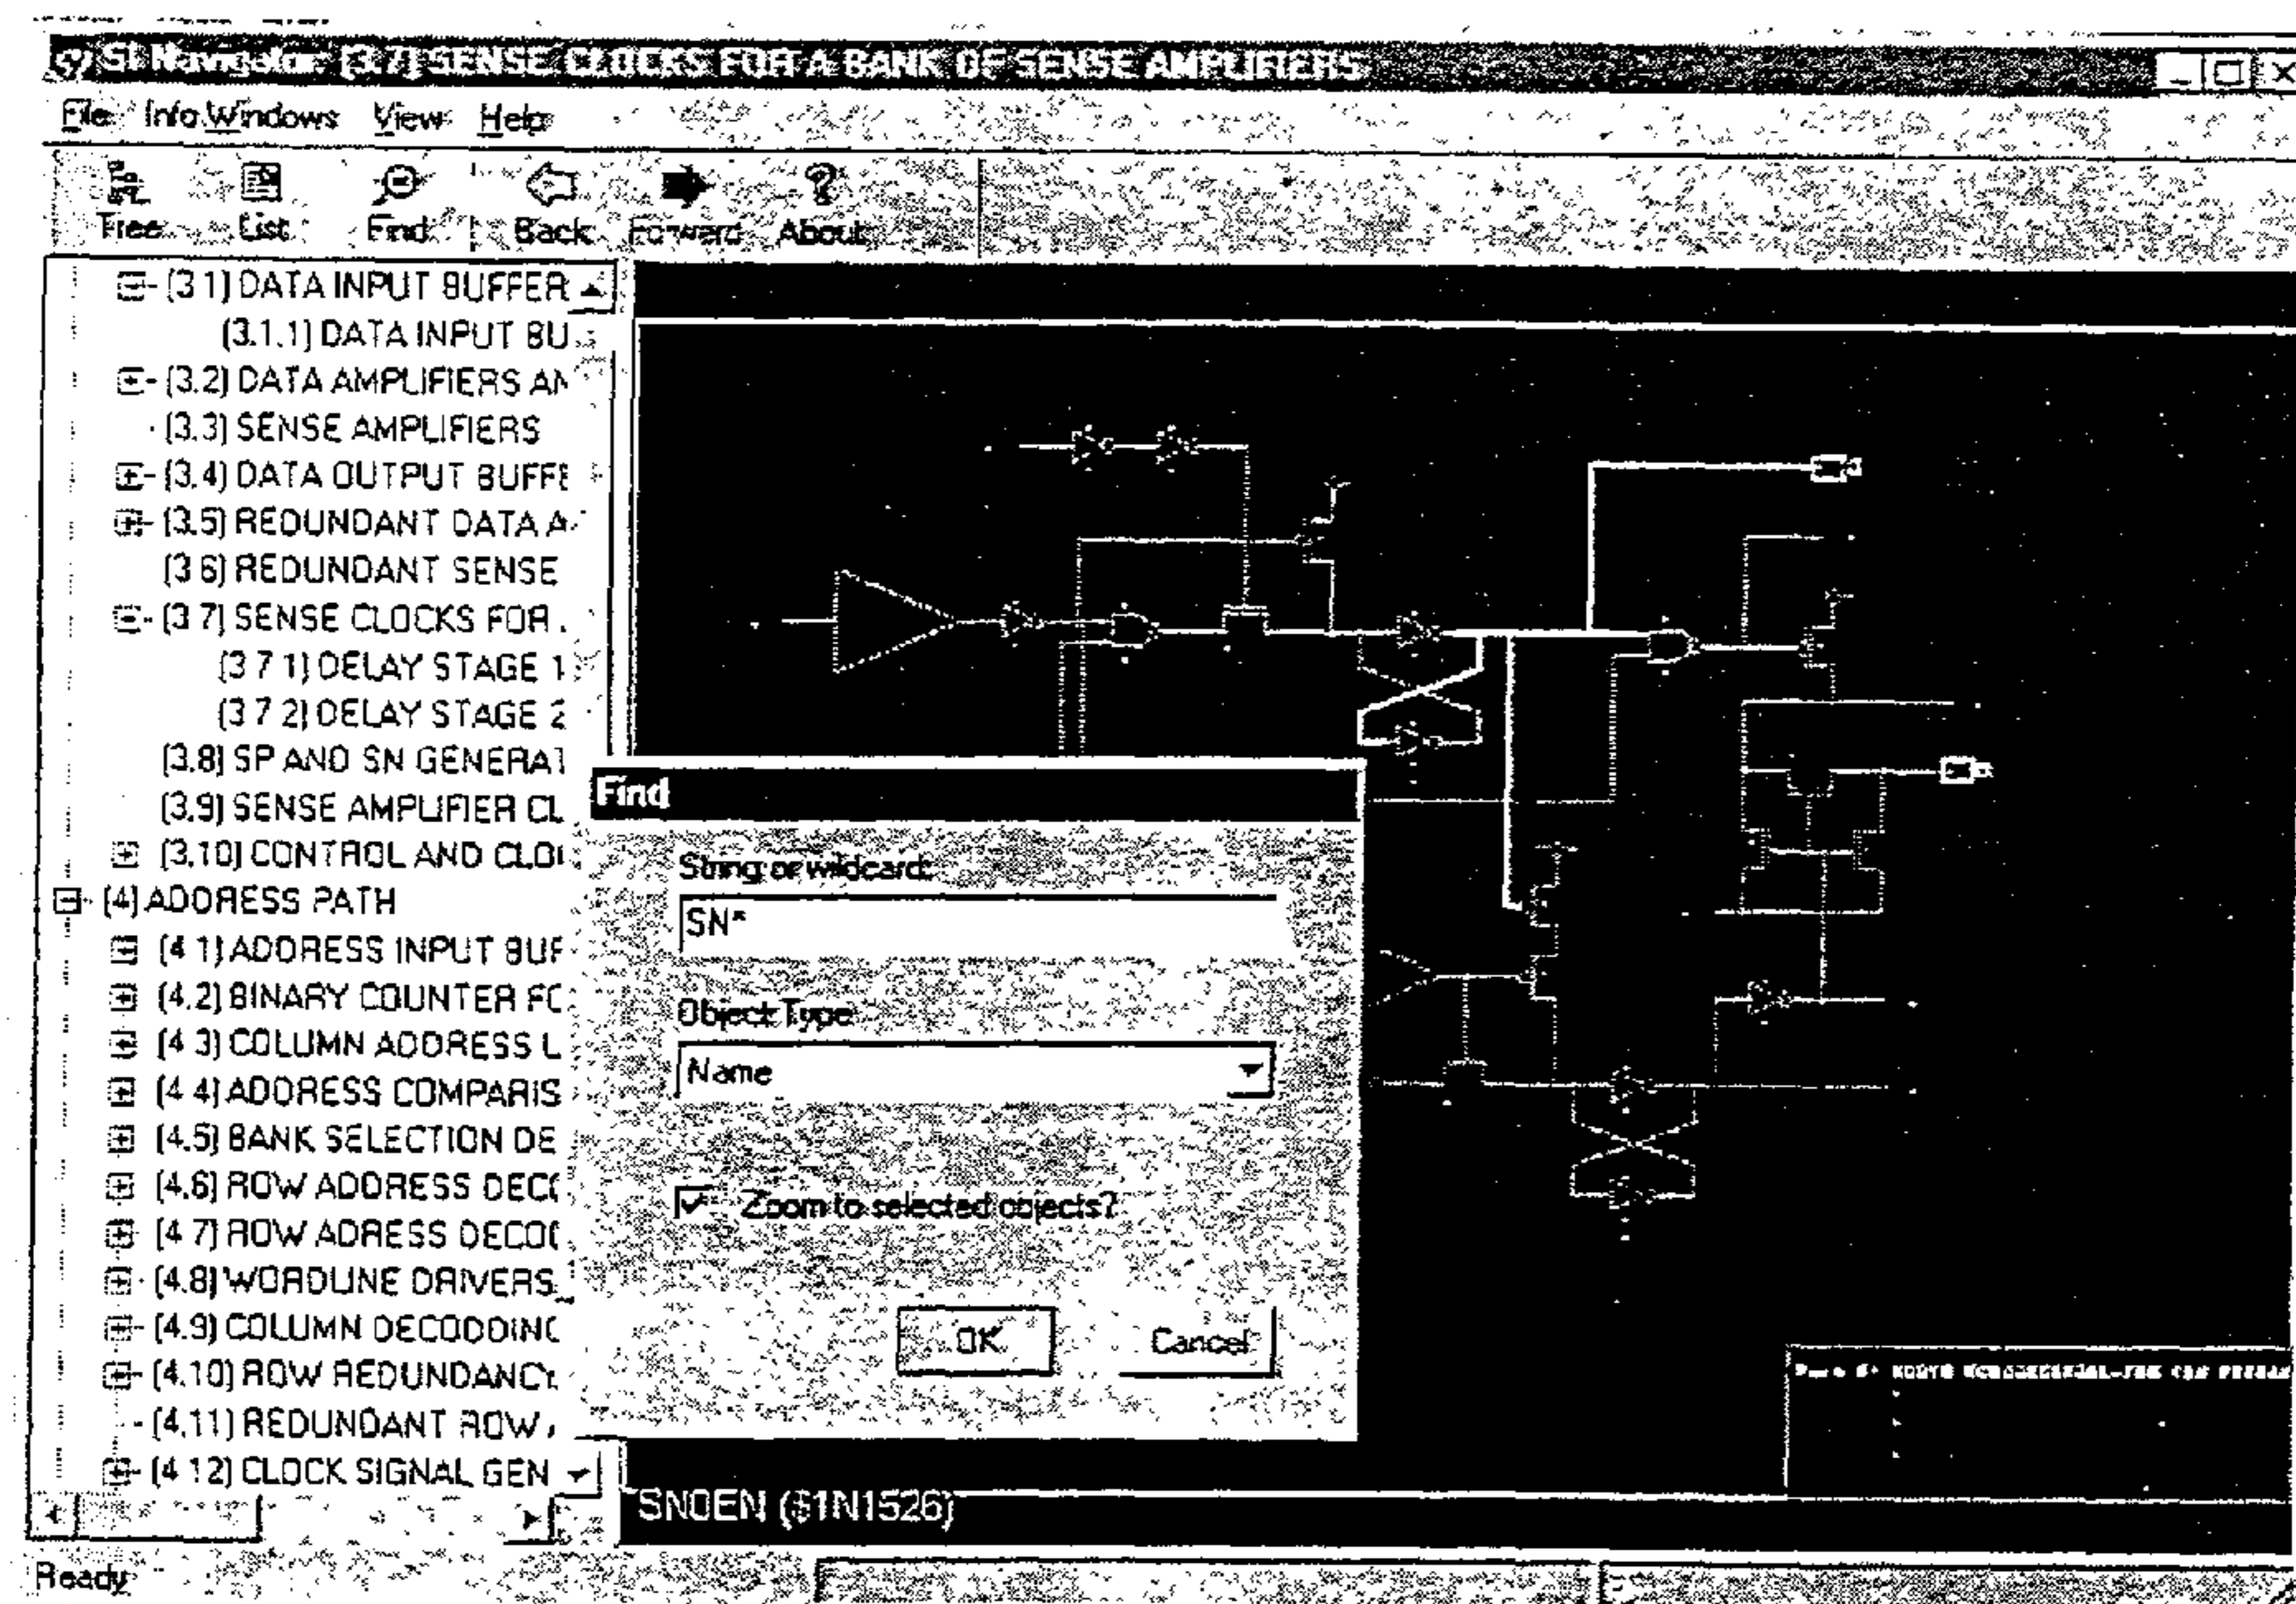 SI Navigator [3.7] SENSE CLOCKS FOR A BANK OF SENSE AMPLIFIERS
File Info Windows View Help
Tree List Find Back Forward About
[3.1] DATA INPUT BUFFER
[3.1.1] DATA INPUT BU
[3.2] DATA AMPLIFIERS AN
[3.3] SENSE AMPLIFIERS
[3.4] DATA OUTPUT BUFFE
[3.5] REDUNDANT DATA A
[3.6] REDUNDANT SENSE
[3.7] SENSE CLOCKS FOR
[3.7.1] DELAY STAGE 1
[3.7.2] DELAY STAGE 2
[3.8] SP AND SN GENERAT
[3.9] SENSE AMPLIFIER CL
[3.10] CONTROL AND CLO
[4] ADDRESS PATH
[4.1] ADDRESS INPUT BUF
[4.2] BINARY COUNTER FO
[4.3] COLUMN ADDRESS L
[4.4] ADDRESS COMPARIS
[4.5] BANK SELECTION DE
[4.6] ROW ADDRESS DECO
[4.7] ROW ADRESS DECOD
[4.8] WORDLINE DRIVERS
[4.9] COLUMN DECODDING
[4.10] ROW REDUNDANCY
[4.11] REDUNDANT ROW
[4.12] CLOCK SIGNAL GEN
Find
String or wildcard:
SN*
Object Type
Name
Zoom to selected objects?
OK Cancel
SNOEN ($1N1526)
Ready